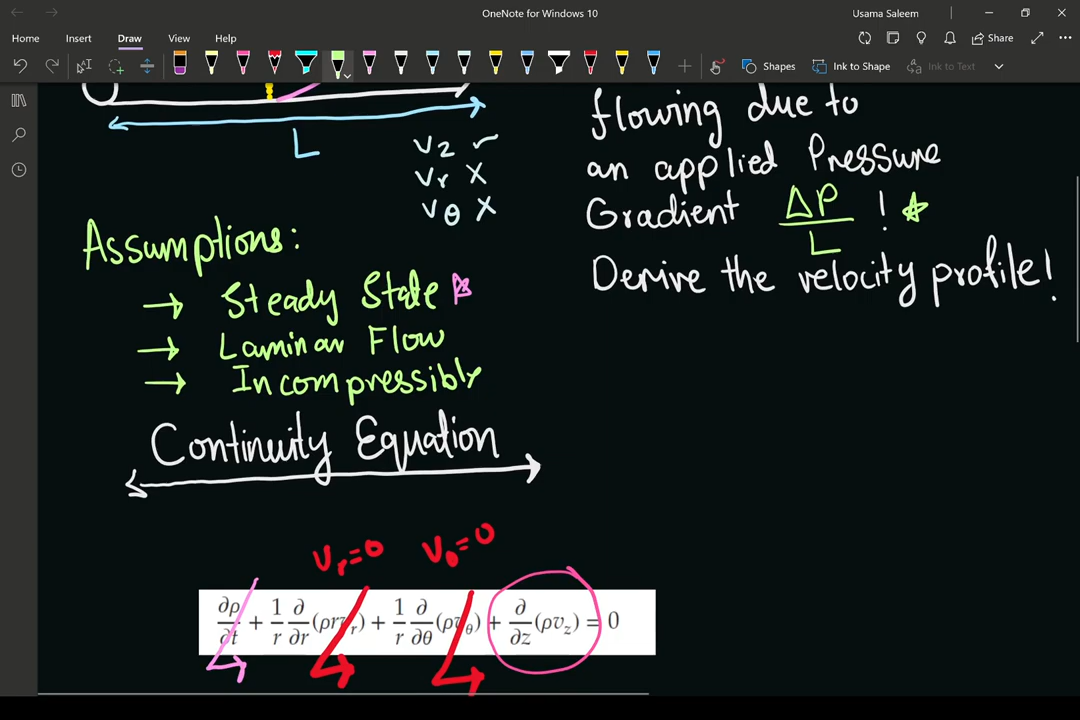 OneNote for Windows 10
Usama Saleem
Home Insert Draw View Help
Share
Shapes
Ink to Shape
Ink to Text
L
Vz ✓
Vr X
Vθ X
flowing due to
an applied Pressure
Gradient ΔP/L !
Derive the velocity profile!
Assumptions:
→ Steady State
→ Laminar Flow
→ Incompressible
Continuity Equation
Vr=0 Vθ=0
∂ρ/∂t + 1/r ∂/∂r (ρrvr) + 1/r ∂/∂θ (ρvθ) + ∂/∂z (ρvz) = 0